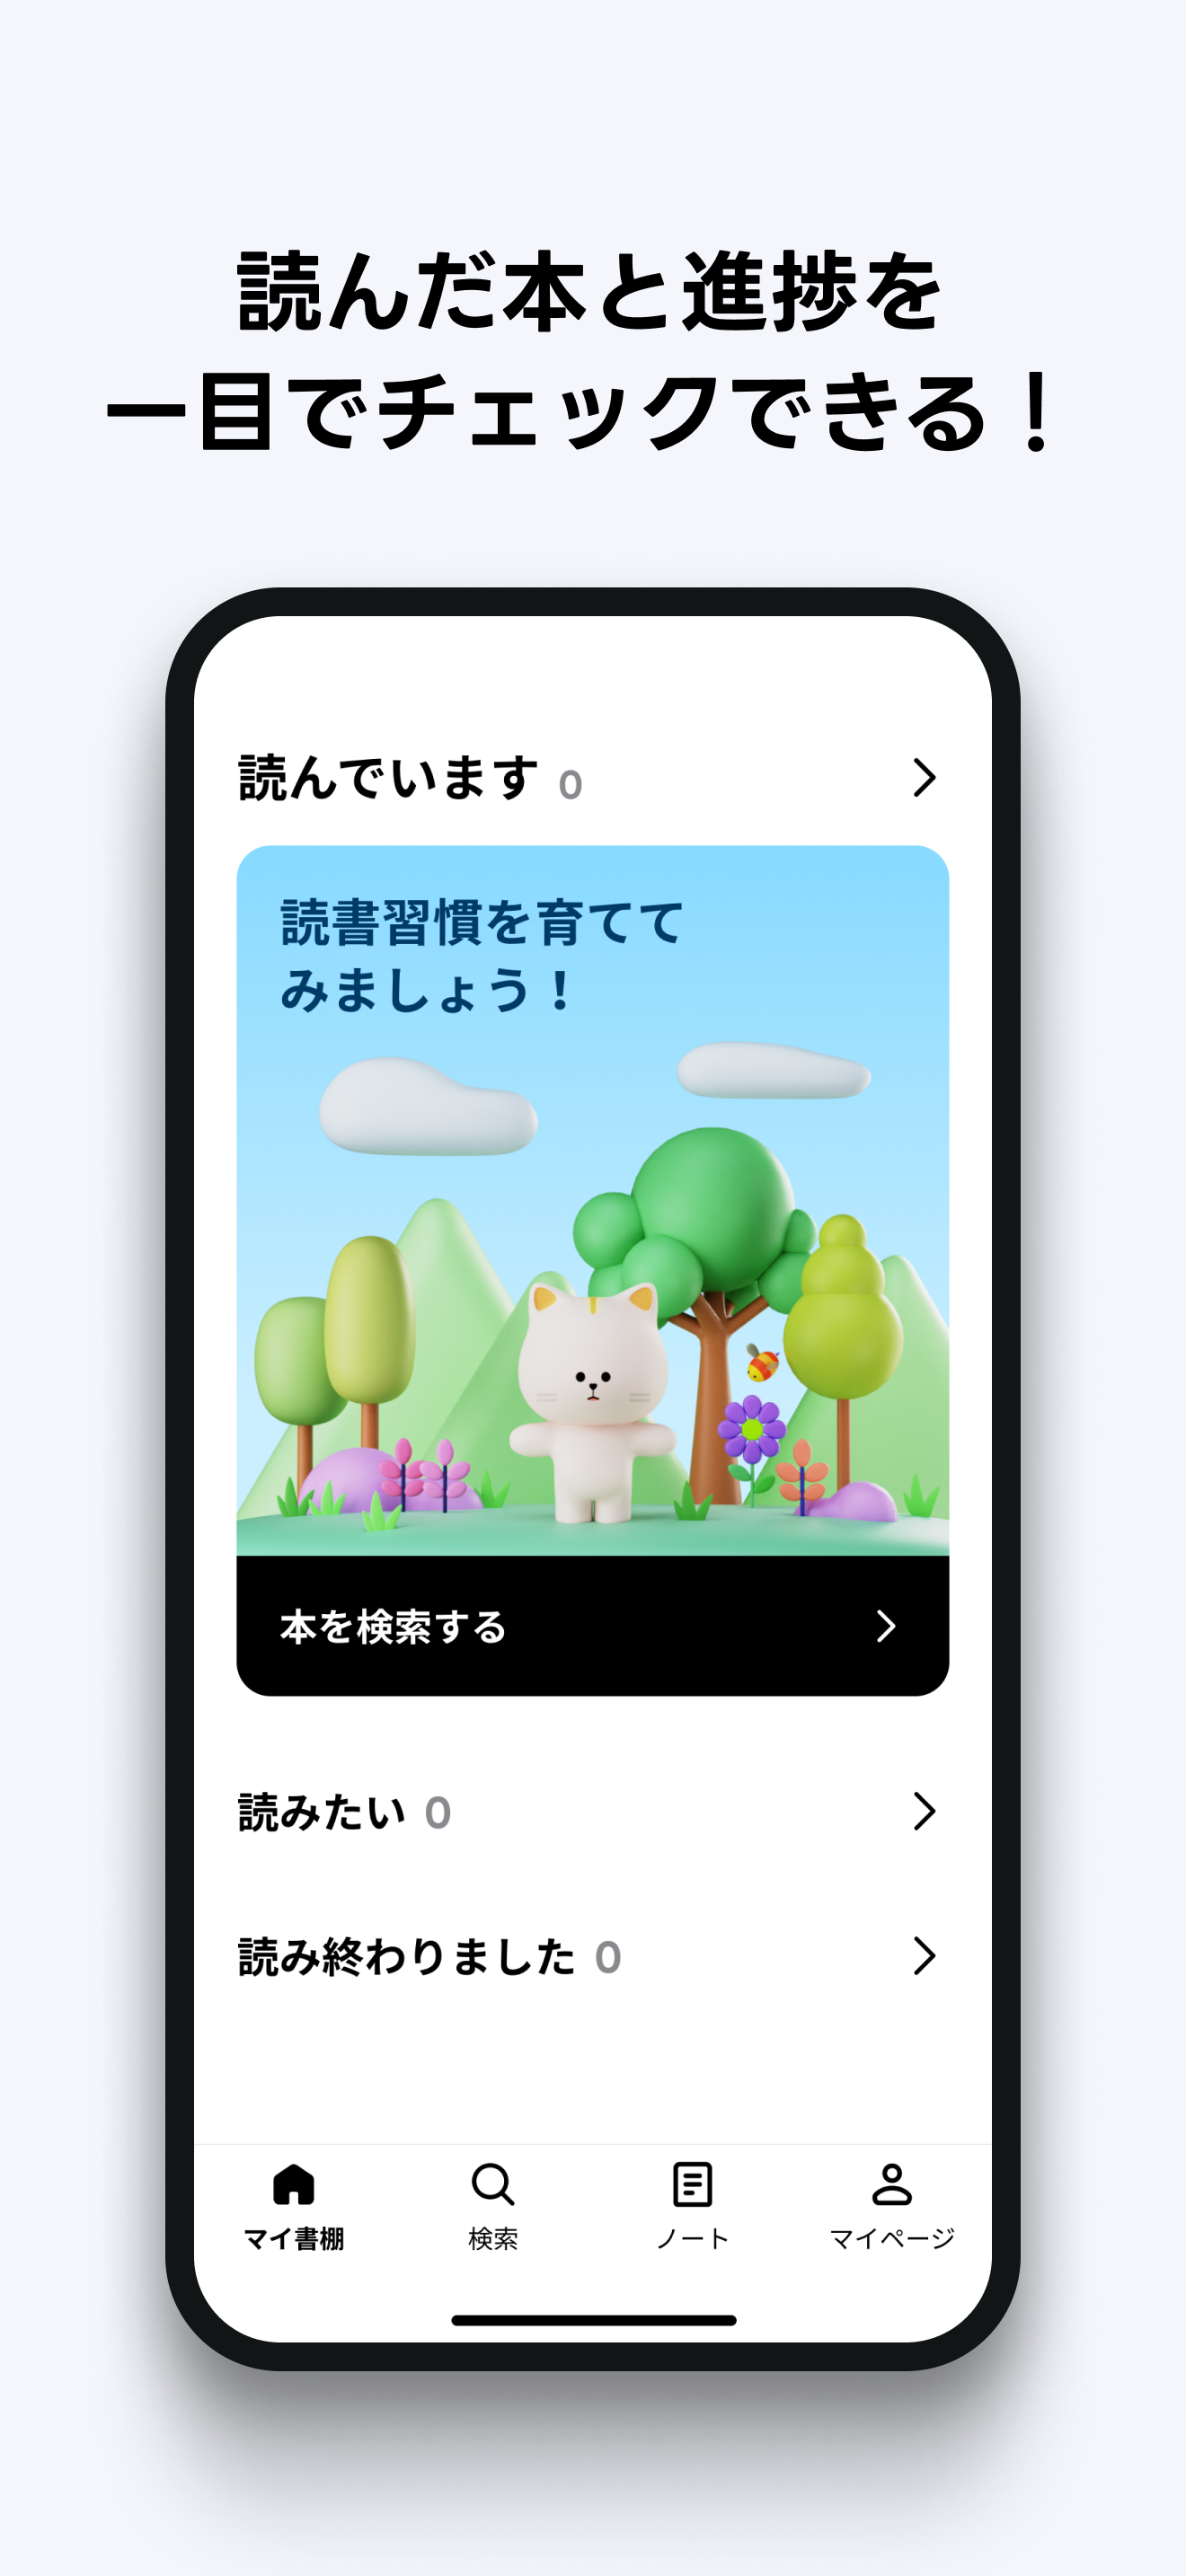 読んだ本と進捗を
一目でチェックできる！
読んでいます 0
読書習慣を育てて
みましょう！
本を検索する
読みたい 0
読み終わりました 0
マイ書棚 検索 ノート マイページ